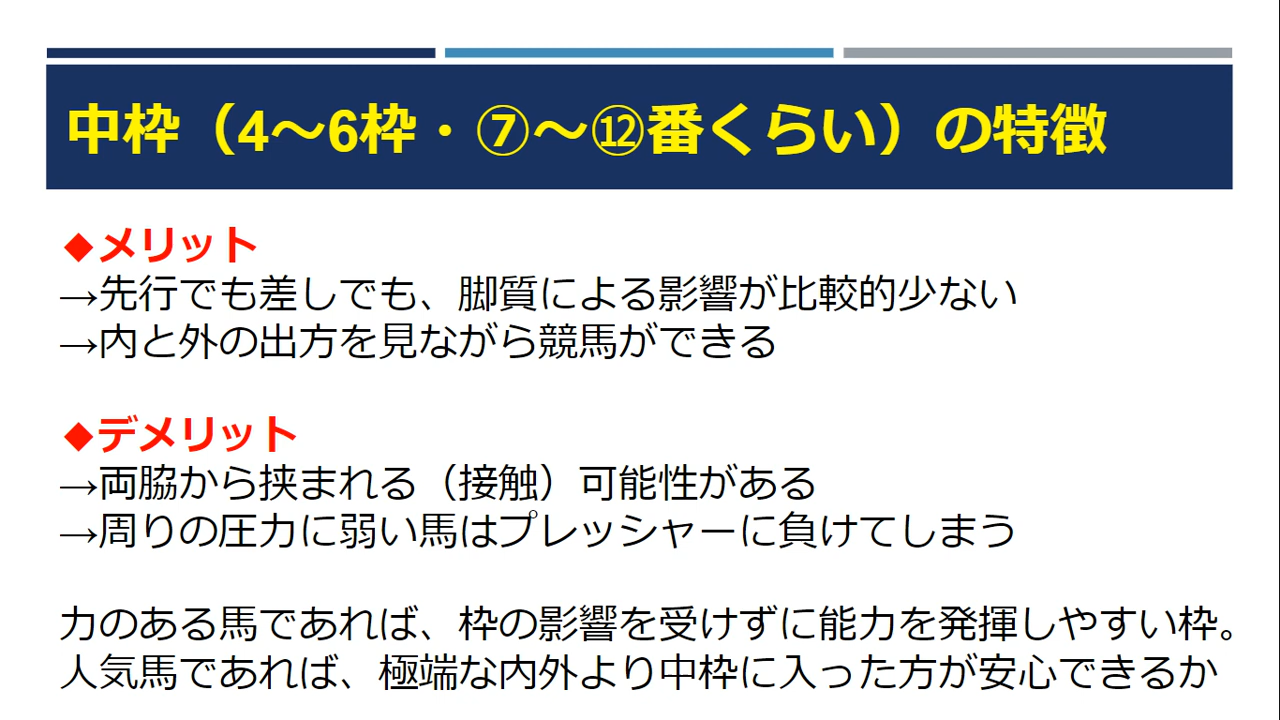 中枠（4～6枠・⑦～⑫番くらい）の特徴
◆メリット
→先行でも差しでも、脚質による影響が比較的少ない
→内と外の出方を見ながら競馬ができる
◆デメリット
→両脇から挟まれる（接触）可能性がある
→周りの圧力に弱い馬はプレッシャーに負けてしまう
力のある馬であれば、枠の影響を受けずに能力を発揮しやすい枠。
人気馬であれば、極端な内外より中枠に入った方が安心できるか